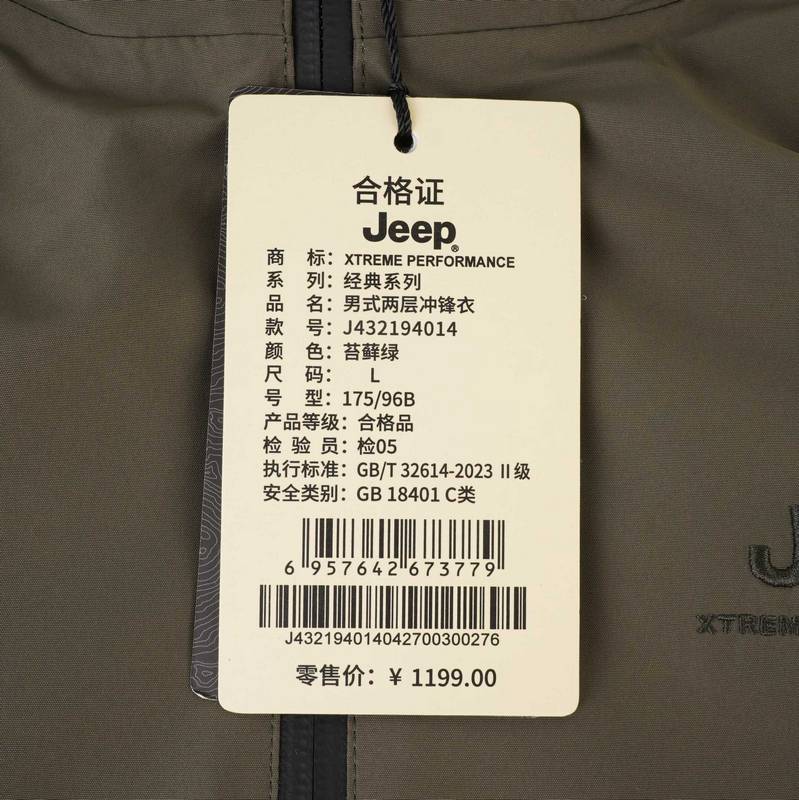 合格证
Jeep®
商 标：XTREME PERFORMANCE
系 列：经典系列
品 名：男式两层冲锋衣
款 号：J432194014
颜 色：苔藓绿
尺 码： L
号 型：175/96B
产品等级：合格品
检 验 员：检05
执行标准：GB/T 32614-2023 II级
安全类别：GB 18401 C类
6 957642 673779
J432194014042700300276
零售价：¥ 1199.00
J
XTREM